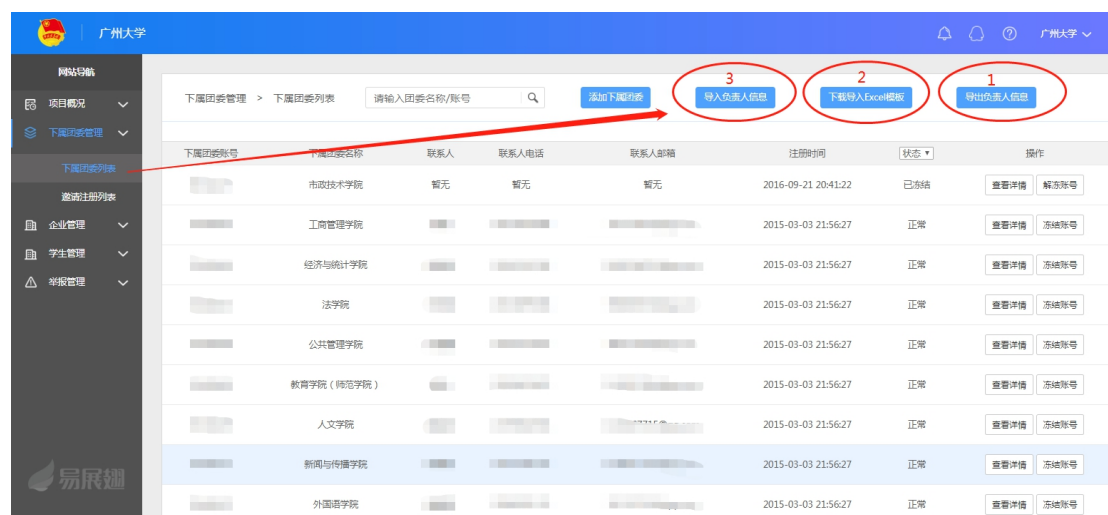 广州大学
广州大学
网站导航
项目概况
下属团委管理
下属团委列表
邀请注册列表
企业管理
学生管理
举报管理
易展翅
下属团委管理 > 下属团委列表 请输入团委名称/账号 添加下属团委 3 导入负责人信息 2 下载导入Excel模板 1 导出负责人信息
下属团委账号 下属团委名称 联系人 联系人电话 联系人邮箱 注册时间 状态 操作
市政技术学院 暂无 暂无 暂无 2016-09-21 20:41:22 已冻结 查看详情 解冻账号
工商管理学院 2015-03-03 21:56:27 正常 查看详情 冻结账号
经济与统计学院 2015-03-03 21:56:27 正常 查看详情 冻结账号
法学院 2015-03-03 21:56:27 正常 查看详情 冻结账号
公共管理学院 2015-03-03 21:56:27 正常 查看详情 冻结账号
教育学院（师范学院） 2015-03-03 21:56:27 正常 查看详情 冻结账号
人文学院 2015-03-03 21:56:27 正常 查看详情 冻结账号
新闻与传播学院 2015-03-03 21:56:27 正常 查看详情 冻结账号
外国语学院 2015-03-03 21:56:27 正常 查看详情 冻结账号